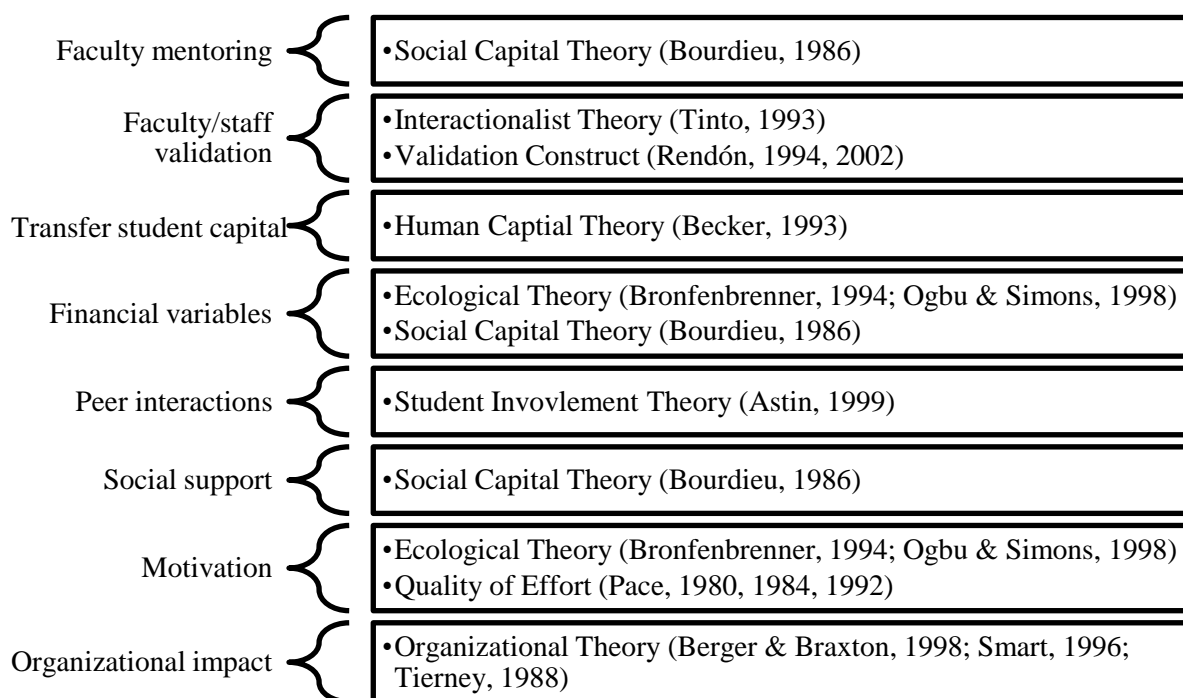 Faculty mentoring
•Social Capital Theory (Bourdieu, 1986)
Faculty/staff
validation
•Interactionalist Theory (Tinto, 1993)
•Validation Construct (Rendón, 1994, 2002)
Transfer student capital
•Human Captial Theory (Becker, 1993)
Financial variables
•Ecological Theory (Bronfenbrenner, 1994; Ogbu & Simons, 1998)
•Social Capital Theory (Bourdieu, 1986)
Peer interactions
•Student Invovlement Theory (Astin, 1999)
Social support
•Social Capital Theory (Bourdieu, 1986)
Motivation
•Ecological Theory (Bronfenbrenner, 1994; Ogbu & Simons, 1998)
•Quality of Effort (Pace, 1980, 1984, 1992)
Organizational impact
•Organizational Theory (Berger & Braxton, 1998; Smart, 1996;
Tierney, 1988)